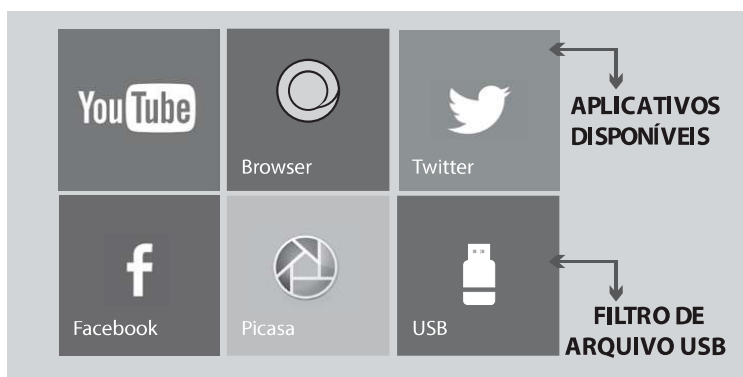 YouTube
Browser
Twitter
APLICATIVOS
DISPONÍVEIS
f
Facebook
Picasa
USB
FILTRO DE
ARQUIVO USB